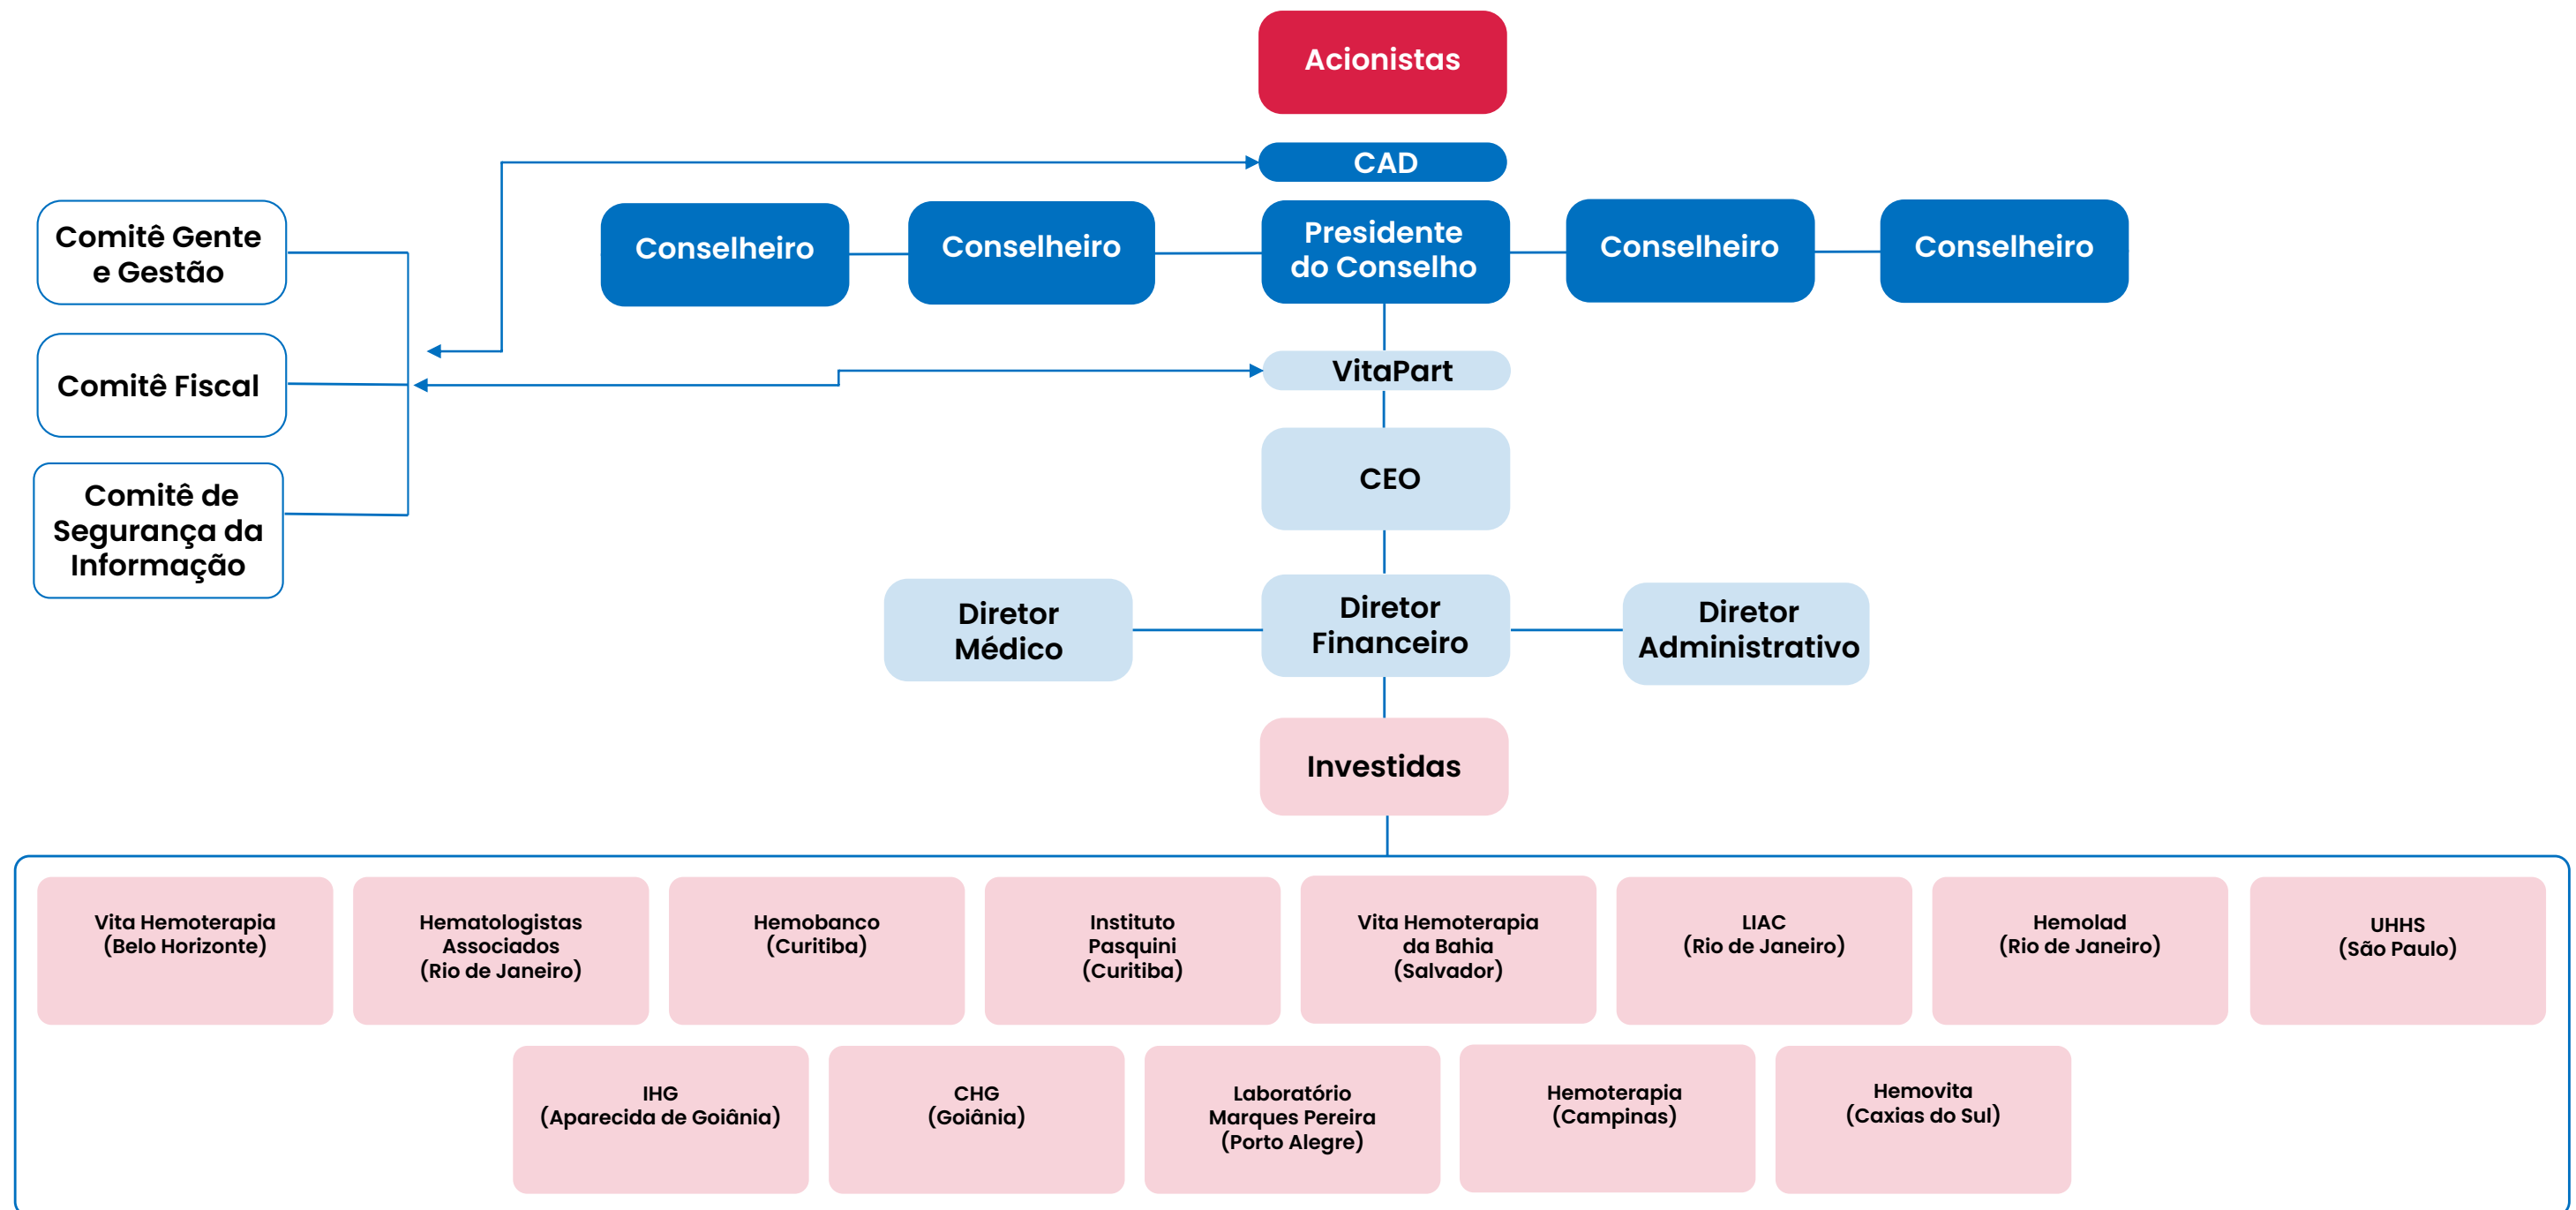 Acionistas
CAD
Comitê Gente
e Gestão
Conselheiro
Conselheiro
Presidente
do Conselho
Conselheiro
Conselheiro
Comitê Fiscal
VitaPart
Comitê de
Segurança da
Informação
CEO
Diretor
Médico
Diretor
Financeiro
Diretor
Administrativo
Investidas
Vita Hemoterapia
(Belo Horizonte)
Hematologistas
Associados
(Rio de Janeiro)
Hemobanco
(Curitiba)
Instituto
Pasquini
(Curitiba)
Vita Hemoterapia
da Bahia
(Salvador)
LIAC
(Rio de Janeiro)
Hemolad
(Rio de Janeiro)
UHHS
(São Paulo)
IHG
(Aparecida de Goiânia)
CHG
(Goiânia)
Laboratório
Marques Pereira
(Porto Alegre)
Hemoterapia
(Campinas)
Hemovita
(Caxias do Sul)